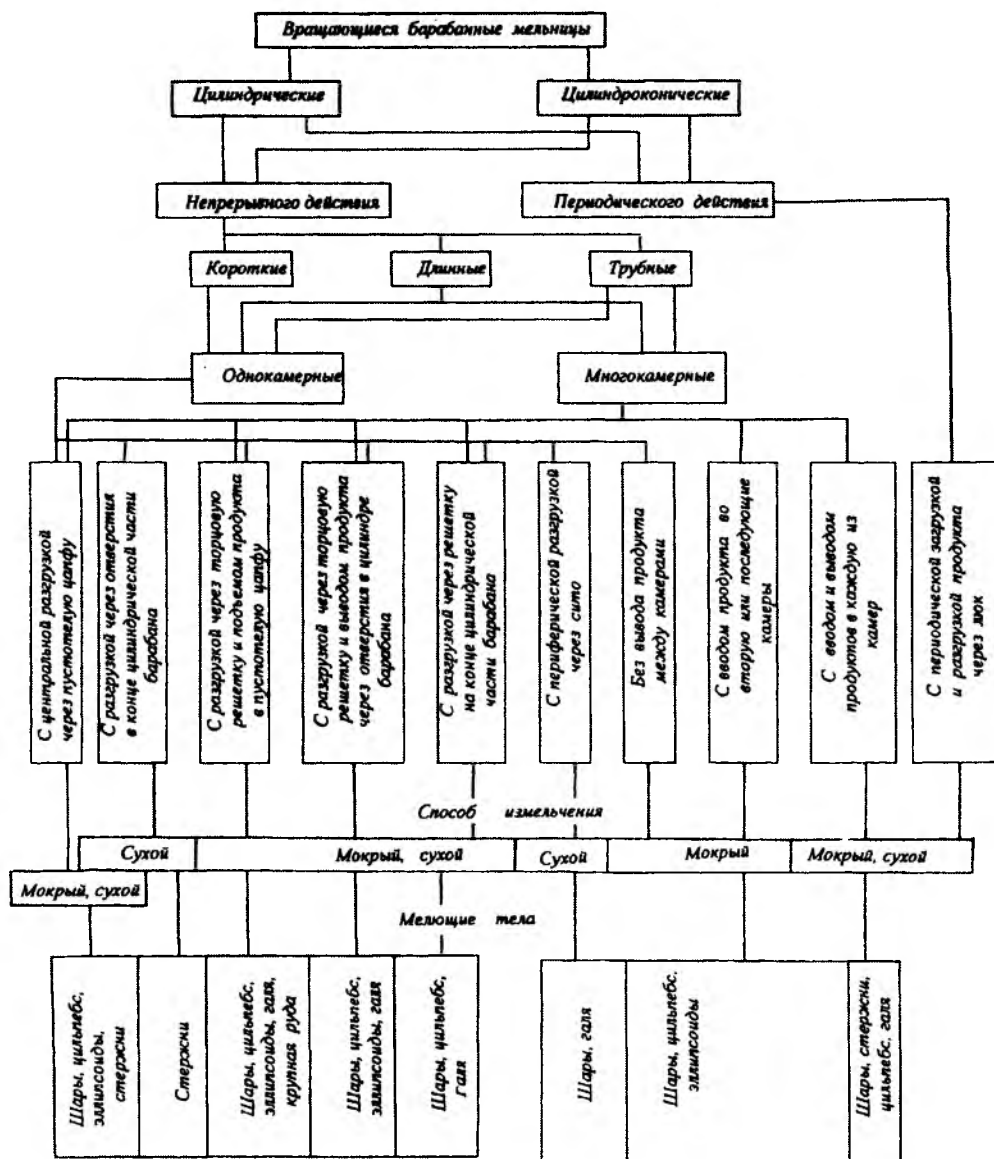 Вращающиеся барабанные мельницы
Цилиндрические
Цилиндроконические
Непрерывного действия
Периодического действия
Короткие
Длинные
Трубные
Однокамерные
Многокамерные
С центральной разгрузкой
через пустотелую цапфу
С разгрузкой через отверстия
в конце цилиндрической части
барабана
С разгрузкой через торцовую
решетку и подъемом продукта
в пустотелую цапфу
С разгрузкой через торцовую
решетку и выводом продукта
через отверстия в цилиндре
барабана
С разгрузкой через решетку
на конце цилиндрической
части барабана
С периферической разгрузкой
через сито
Без вывода продукта
между камерами
С вводом продукта во
вторую или последующие
камеры
С вводом и выводом
продуктов в каждую из
камер
С периодической загрузкой
и разгрузкой продукта
через люк
Способ измельчения
Сухой
Мокрый, сухой
Сухой
Мокрый
Мокрый, сухой
Мокрый, сухой
Мелющие тела
Шары, цильпебс,
эллипсоиды,
стержни
Стержни
Шары, цильпебс,
эллипсоиды, галя,
крупная руда
Шары, цильпебс,
эллипсоиды, галя
Шары, цильпебс,
галя
Шары, галя
Шары, цильпебс,
эллипсоиды
Шары, стержни,
цильпебс, галя